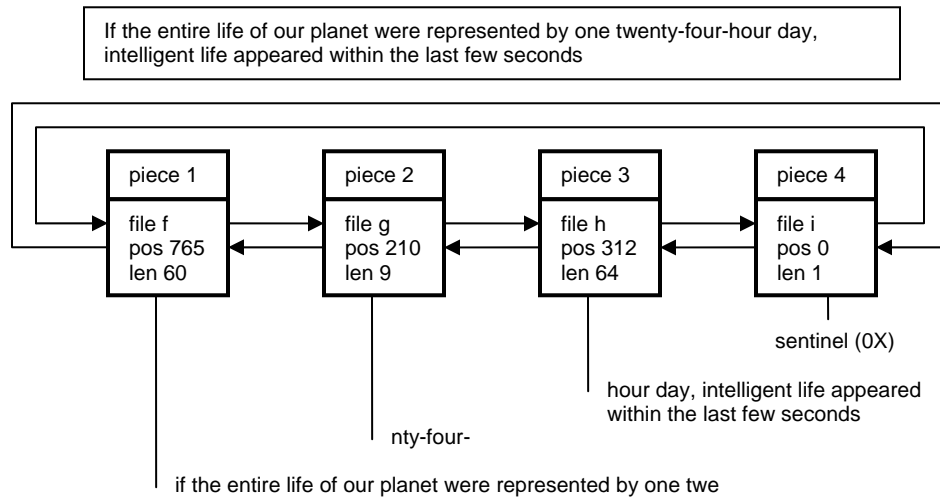 If the entire life of our planet were represented by one twenty-four-hour day,
intelligent life appeared within the last few seconds
piece 1
file f
pos 765
len 60
piece 2
file g
pos 210
len 9
piece 3
file h
pos 312
len 64
piece 4
file i
pos 0
len 1
sentinel (0X)
hour day, intelligent life appeared
within the last few seconds
nty-four-
if the entire life of our planet were represented by one twe